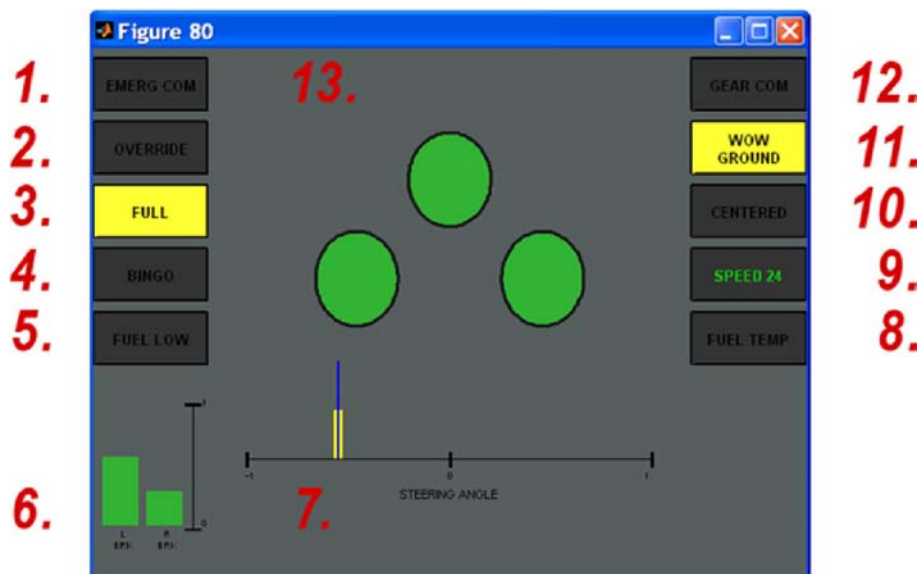 Figure 80
1.
EMERG COM
13.
GEAR COM
12.
2.
OVERRIDE
WOW
GROUND
11.
3.
FULL
CENTERED
10.
4.
BINGO
SPEED 24
9.
5.
FUEL LOW
FUEL TEMP
8.
1
-1
0
1
STEERING ANGLE
6.
7.
0
L
R
BRK
BRK